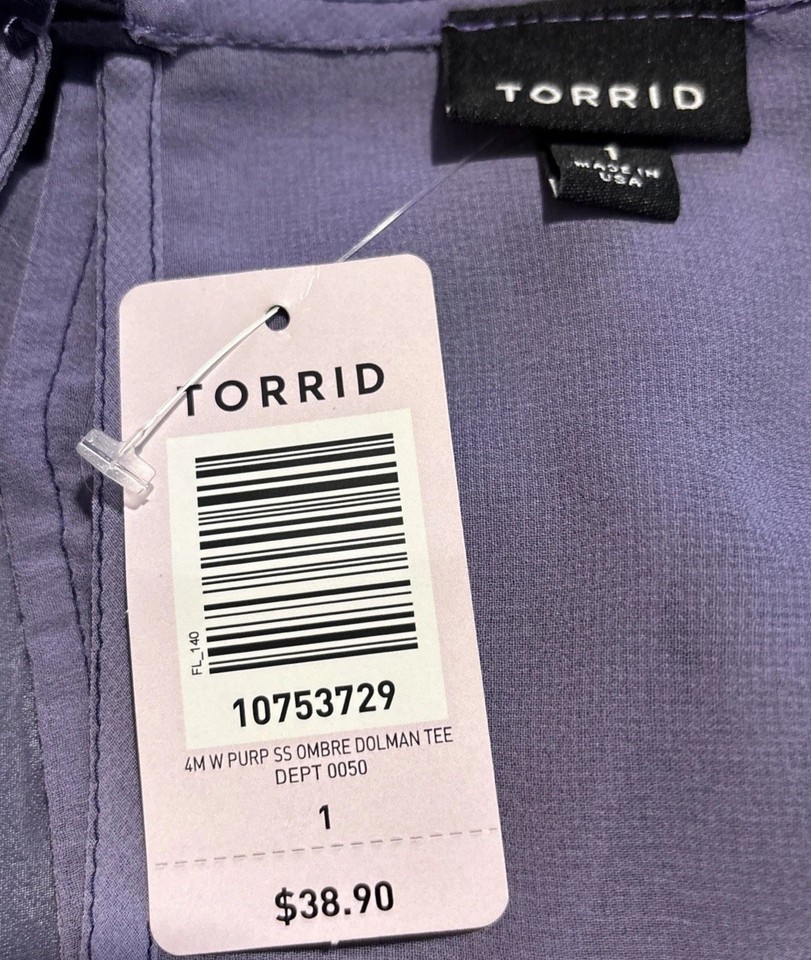 TORRID
1
MADE IN
USA
TORRID
FL_140
10753729
4M W PURP SS OMBRE DOLMAN TEE
DEPT 0050
1
$38.90